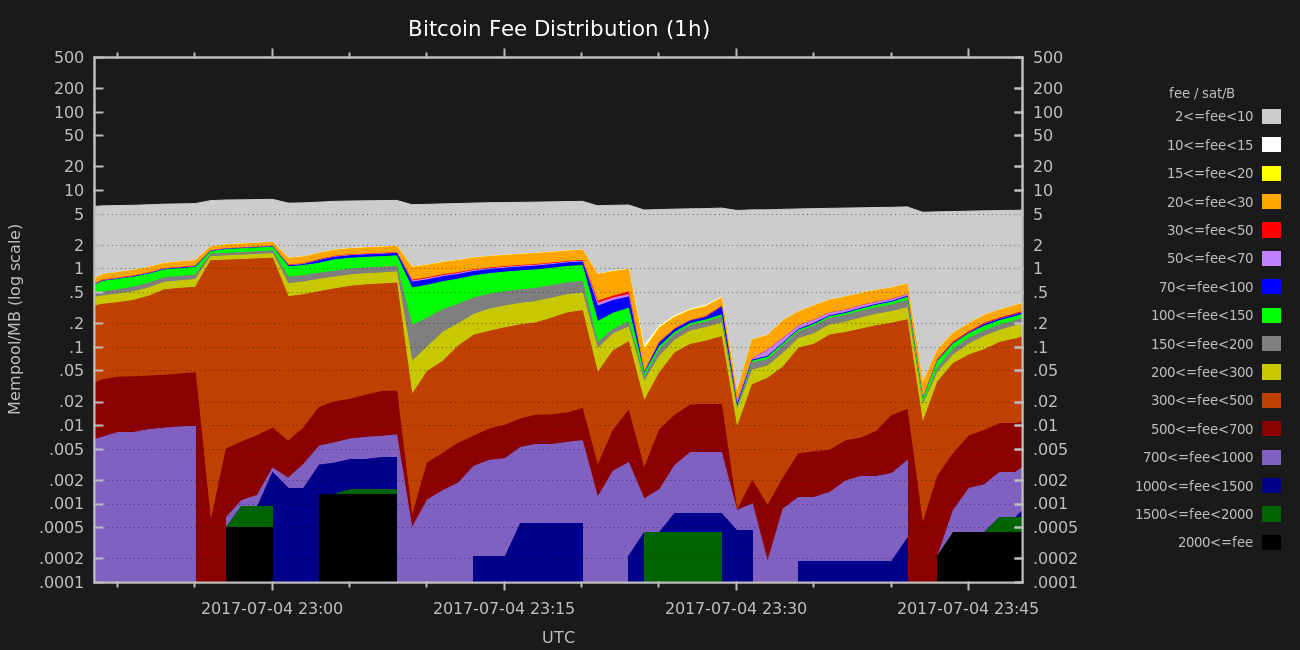 Bitcoin Fee Distribution (1h)
500 500
200 200
100 100
50 50
20 20
10 10
5 5
2 2
1 1
.5 .5
.2 .2
.1 .1
.05 .05
.02 .02
.01 .01
.005 .005
.002 .002
.001 .001
.0005 .0005
.0002 .0002
.0001 .0001
Mempool/MB (log scale)
2017-07-04 23:00 2017-07-04 23:15 2017-07-04 23:30 2017-07-04 23:45
UTC
fee / sat/B
2<=fee<10
10<=fee<15
15<=fee<20
20<=fee<30
30<=fee<50
50<=fee<70
70<=fee<100
100<=fee<150
150<=fee<200
200<=fee<300
300<=fee<500
500<=fee<700
700<=fee<1000
1000<=fee<1500
1500<=fee<2000
2000<=fee